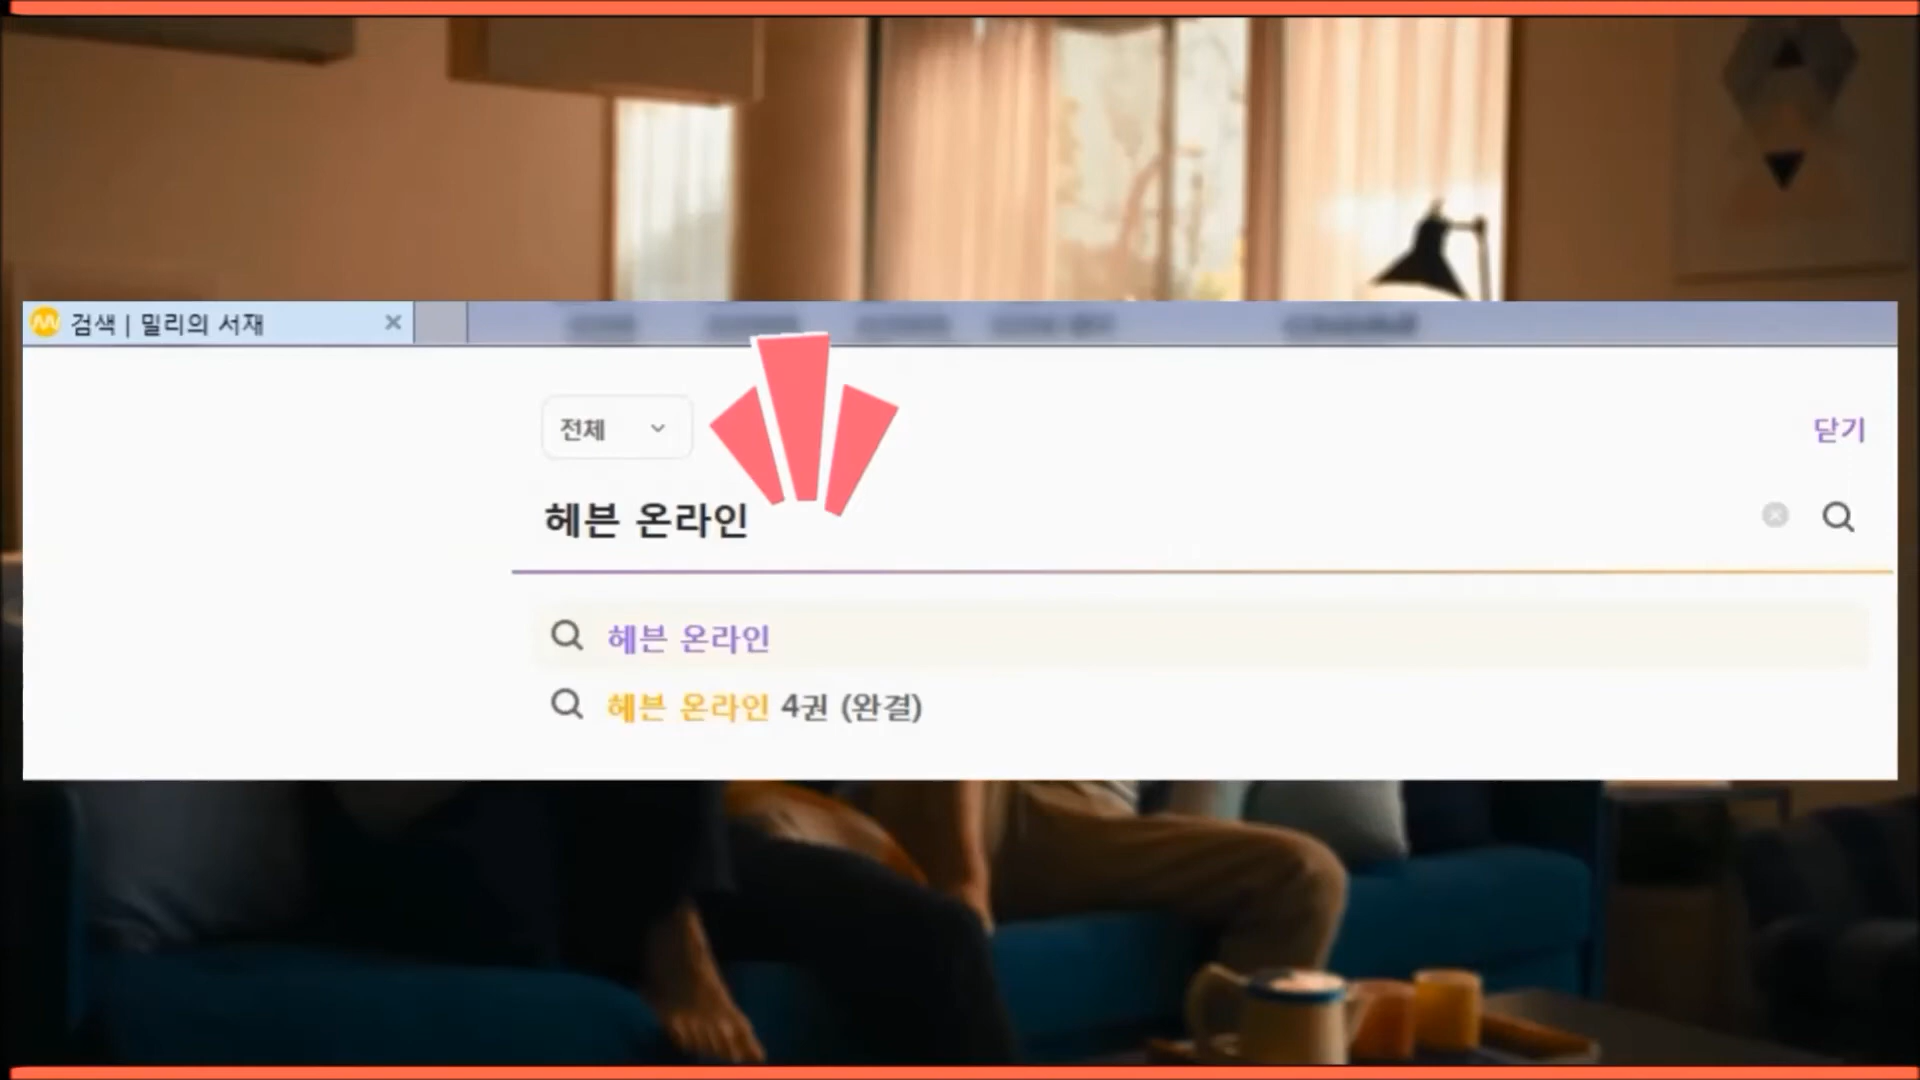 검색 | 밀리의 서재
전체
닫기
헤븐 온라인
헤븐 온라인
헤븐 온라인 4권 (완결)